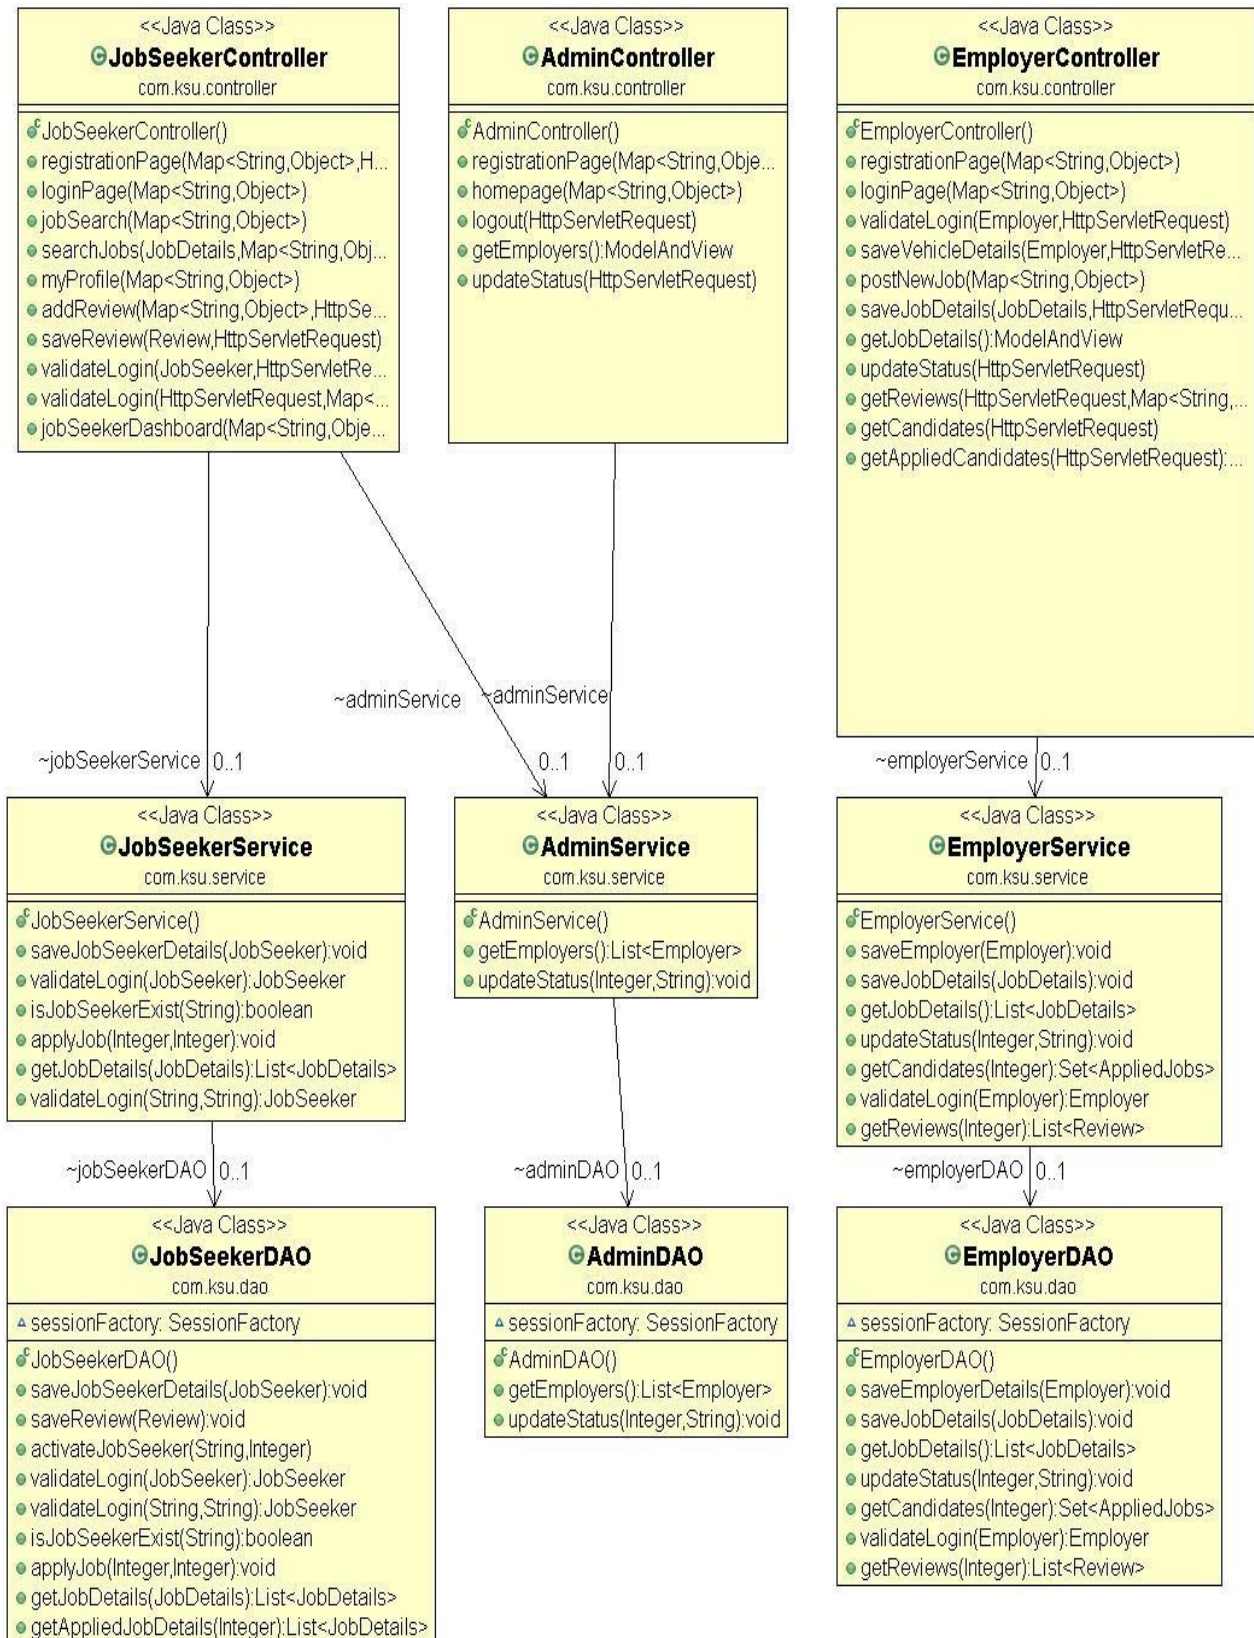 <<Java Class>>
JobSeekerController
com.ksu.controller
JobSeekerController()
registrationPage(Map<String,Object>,H...
loginPage(Map<String,Object>)
jobSearch(Map<String,Object>)
searchJobs(JobDetails,Map<String,Obj...
myProfile(Map<String,Object>)
addReview(Map<String,Object>,HttpSe...
saveReview(Review,HttpServletRequest)
validateLogin(JobSeeker,HttpServletRe...
validateLogin(HttpServletRequest,Map<...
jobSeekerDashboard(Map<String,Obje...
<<Java Class>>
AdminController
com.ksu.controller
AdminController()
registrationPage(Map<String,Obje...
homepage(Map<String,Object>)
logout(HttpServletRequest)
getEmployers():ModelAndView
updateStatus(HttpServletRequest)
<<Java Class>>
EmployerController
com.ksu.controller
EmployerController()
registrationPage(Map<String,Object>)
loginPage(Map<String,Object>)
validateLogin(Employer,HttpServletRequest)
saveVehicleDetails(Employer,HttpServletRe...
postNewJob(Map<String,Object>)
saveJobDetails(JobDetails,HttpServletRequ...
getJobDetails():ModelAndView
updateStatus(HttpServletRequest)
getReviews(HttpServletRequest,Map<String,...
getCandidates(HttpServletRequest)
getAppliedCandidates(HttpServletRequest):...
~adminService
~adminService
~jobSeekerService 0..1
0..1
0..1
~employerService 0..1
<<Java Class>>
JobSeekerService
com.ksu.service
JobSeekerService()
saveJobSeekerDetails(JobSeeker):void
validateLogin(JobSeeker):JobSeeker
isJobSeekerExist(String):boolean
applyJob(Integer,Integer):void
getJobDetails(JobDetails):List<JobDetails>
validateLogin(String,String):JobSeeker
<<Java Class>>
AdminService
com.ksu.service
AdminService()
getEmployers():List<Employer>
updateStatus(Integer,String):void
<<Java Class>>
EmployerService
com.ksu.service
EmployerService()
saveEmployer(Employer):void
saveJobDetails(JobDetails):void
getJobDetails():List<JobDetails>
updateStatus(Integer,String):void
getCandidates(Integer):Set<AppliedJobs>
validateLogin(Employer):Employer
getReviews(Integer):List<Review>
~jobSeekerDAO 0..1
~adminDAO 0..1
~employerDAO 0..1
<<Java Class>>
JobSeekerDAO
com.ksu.dao
sessionFactory: SessionFactory
JobSeekerDAO()
saveJobSeekerDetails(JobSeeker):void
saveReview(Review):void
activateJobSeeker(String,Integer)
validateLogin(JobSeeker):JobSeeker
validateLogin(String,String):JobSeeker
isJobSeekerExist(String):boolean
applyJob(Integer,Integer):void
getJobDetails(JobDetails):List<JobDetails>
getAppliedJobDetails(Integer):List<JobDetails>
<<Java Class>>
AdminDAO
com.ksu.dao
sessionFactory: SessionFactory
AdminDAO()
getEmployers():List<Employer>
updateStatus(Integer,String):void
<<Java Class>>
EmployerDAO
com.ksu.dao
sessionFactory: SessionFactory
EmployerDAO()
saveEmployerDetails(Employer):void
saveJobDetails(JobDetails):void
getJobDetails():List<JobDetails>
updateStatus(Integer,String):void
getCandidates(Integer):Set<AppliedJobs>
validateLogin(Employer):Employer
getReviews(Integer):List<Review>